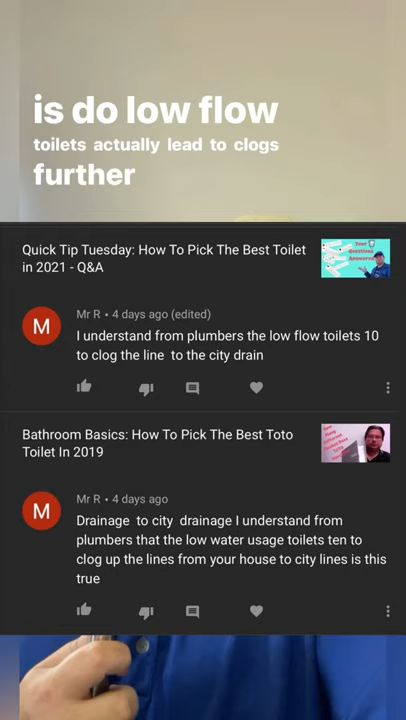 is do low flow
toilets actually lead to clogs
further
Quick Tip Tuesday: How To Pick The Best Toilet
in 2021 - Q&A
Your
Questions
Answered
M
Mr R • 4 days ago (edited)
I understand from plumbers the low flow toilets 10
to clog the line to the city drain
Bathroom Basics: How To Pick The Best Toto
Toilet In 2019
M
Mr R • 4 days ago
Drainage to city drainage I understand from
plumbers that the low water usage toilets ten to
clog up the lines from your house to city lines is this
true